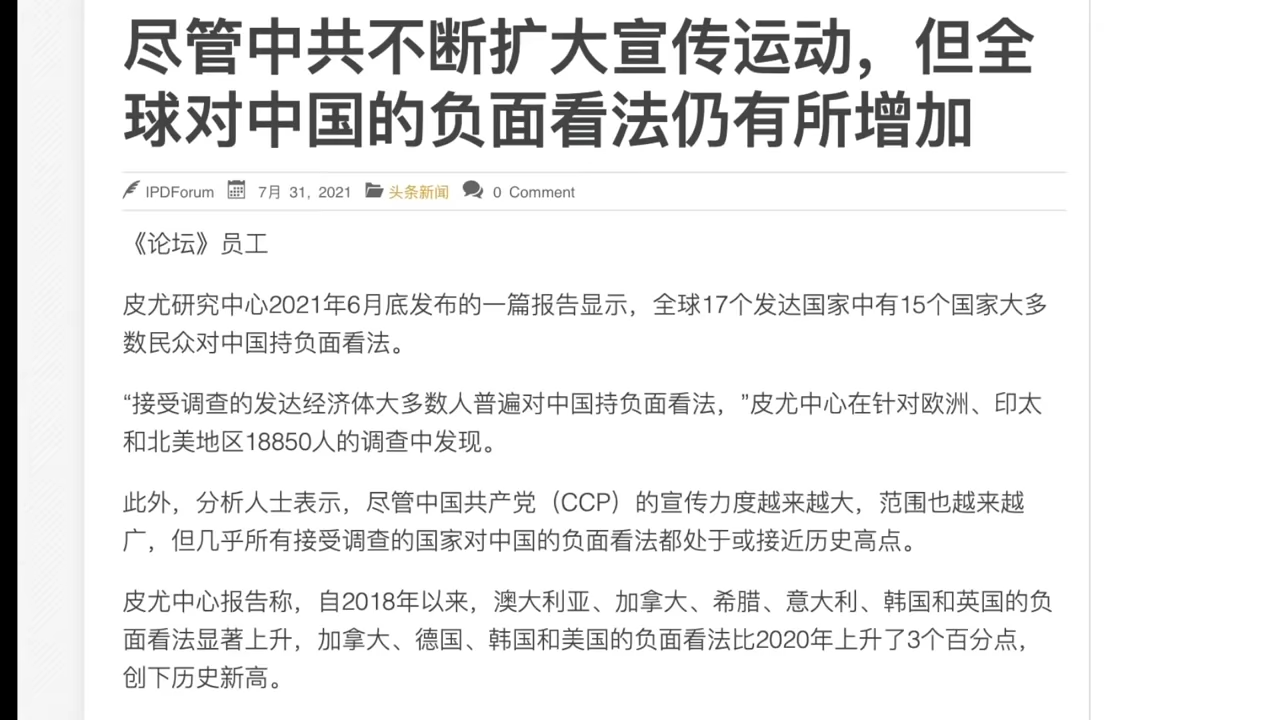 尽管中共不断扩大宣传运动，但全
球对中国的负面看法仍有所增加
IPDForum 7月 31, 2021 头条新闻 0 Comment
《论坛》员工
皮尤研究中心2021年6月底发布的一篇报告显示，全球17个发达国家中有15个国家大多
数民众对中国持负面看法。
“接受调查的发达经济体大多数人普遍对中国持负面看法，”皮尤中心在针对欧洲、印太
和北美地区18850人的调查中发现。
此外，分析人士表示，尽管中国共产党（CCP）的宣传力度越来越大，范围也越来越
广，但几乎所有接受调查的国家对中国的负面看法都处于或接近历史高点。
皮尤中心报告称，自2018年以来，澳大利亚、加拿大、希腊、意大利、韩国和英国的负
面看法显著上升，加拿大、德国、韩国和美国的负面看法比2020年上升了3个百分点，
创下历史新高。